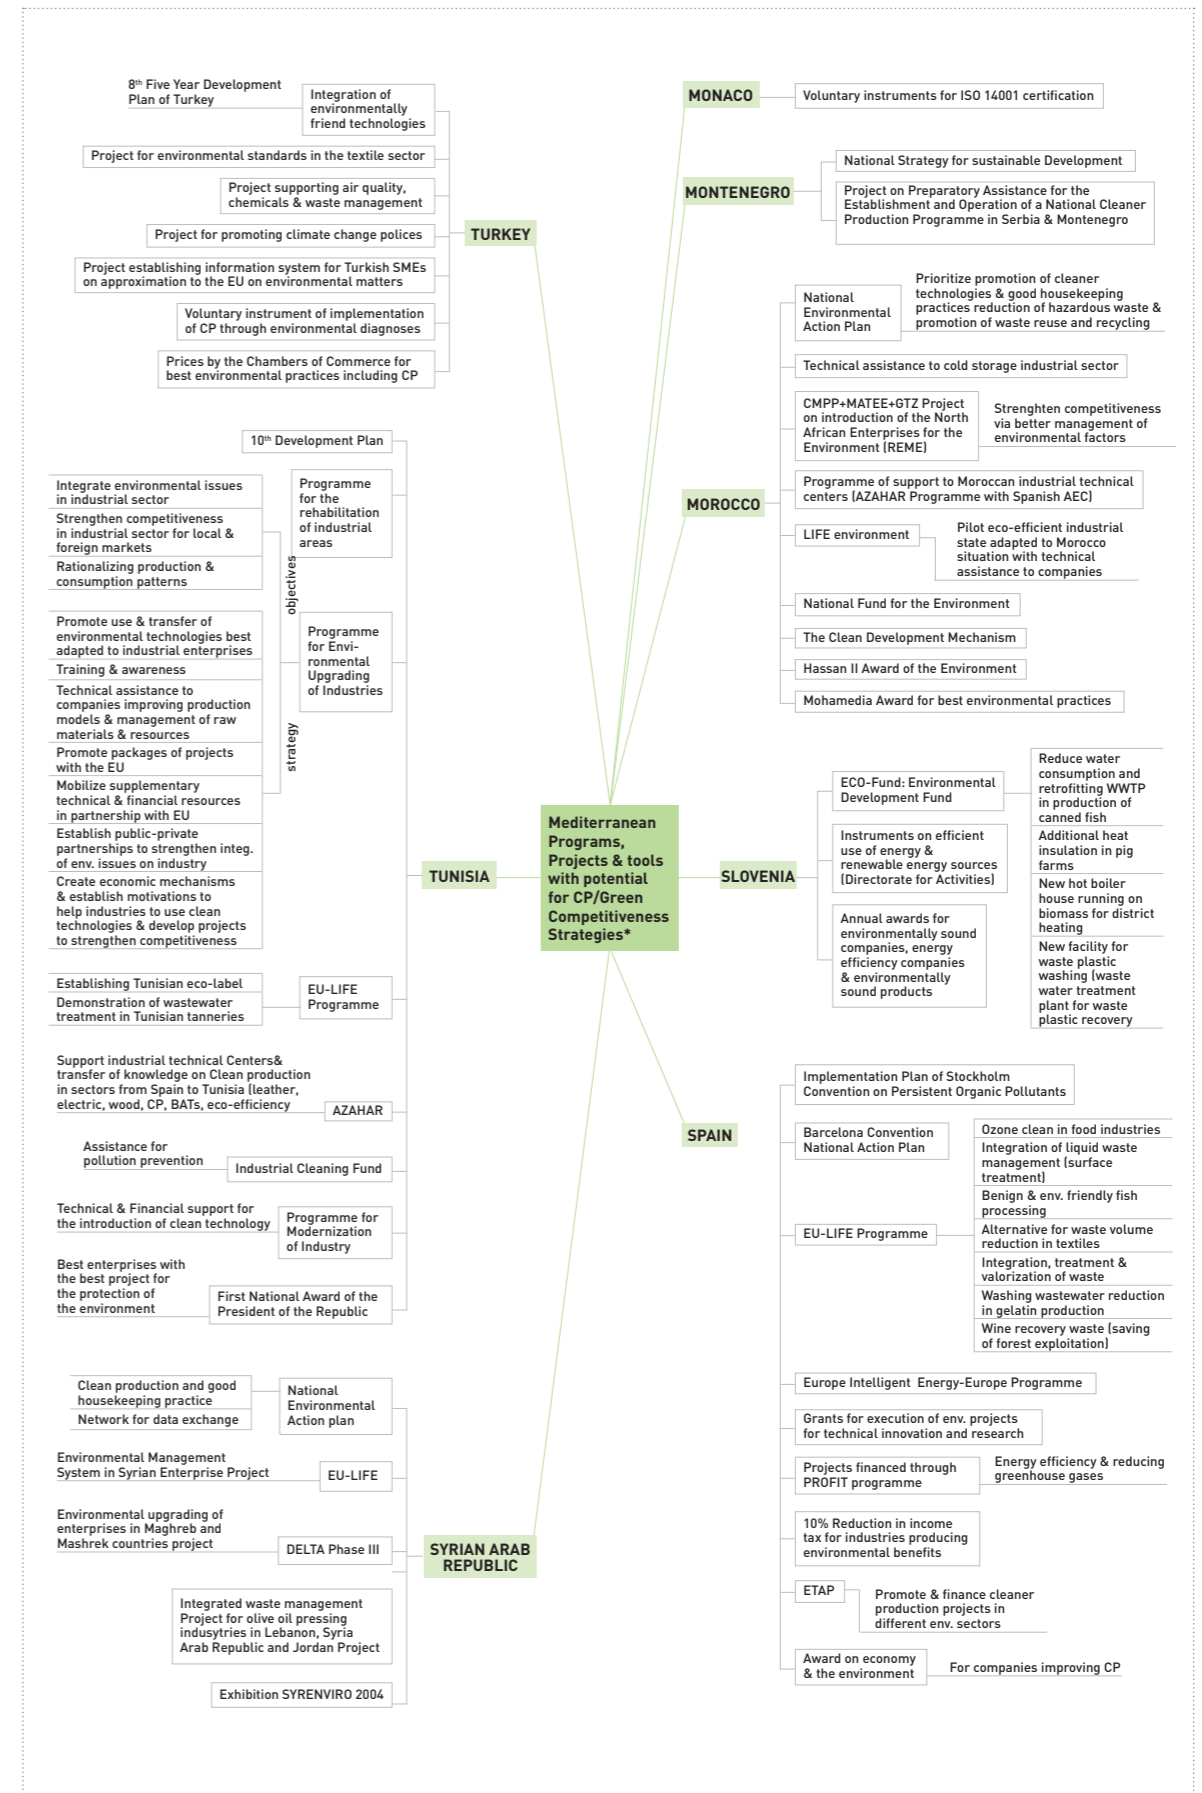 8th Five Year Development
Plan of Turkey
Integration of
environmentally
friend technologies
Project for environmental standards in the textile sector
Project supporting air quality,
chemicals & waste management
Project for promoting climate change polices
Project establishing information system for Turkish SMEs
on approximation to the EU on environmental matters
Voluntary instrument of implementation
of CP through environmental diagnoses
Prices by the Chambers of Commerce for
best environmental practices including CP
TURKEY
10th Development Plan
Programme
for the
rehabilitation
of industrial
areas
Integrate environmental issues
in industrial sector
Strengthen competitiveness
in industrial sector for local &
foreign markets
Rationalizing production &
consumption patterns
objectives
Programme
for Envi-
ronmental
Upgrading
of Industries
Promote use & transfer of
environmental technologies best
adapted to industrial enterprises
Training & awareness
Technical assistance to
companies improving production
models & management of raw
materials & resources
Promote packages of projects
with the EU
Mobilize supplementary
technical & financial resources
in partnership with EU
Establish public-private
partnerships to strengthen integ.
of env. issues on industry
Create economic mechanisms
& establish motivations to
help industries to use clean
technologies & develop projects
to strengthen competitiveness
strategy
TUNISIA
Establishing Tunisian eco-label
Demonstration of wastewater
treatment in Tunisian tanneries
EU-LIFE
Programme
Support industrial technical Centers&
transfer of knowledge on Clean production
in sectors from Spain to Tunisia (leather,
electric, wood, CP, BATs, eco-efficiency
AZAHAR
Assistance for
pollution prevention
Industrial Cleaning Fund
Technical & Financial support for
the introduction of clean technology
Programme for
Modernization
of Industry
Best enterprises with
the best project for
the protection of
the environment
First National Award of the
President of the Republic
Clean production and good
housekeeping practice
Network for data exchange
National
Environmental
Action plan
Environmental Management
System in Syrian Enterprise Project
EU-LIFE
Environmental upgrading of
enterprises in Maghreb and
Mashrek countries project
DELTA Phase III
SYRIAN ARAB
REPUBLIC
Integrated waste management
Project for olive oil pressing
indusytries in Lebanon, Syria
Arab Republic and Jordan Project
Exhibition SYRENVIRO 2004
Mediterranean
Programs,
Projects & tools
with potential
for CP/Green
Competitiveness
Strategies*
MONACO
Voluntary instruments for ISO 14001 certification
MONTENEGRO
National Strategy for sustainable Development
Project on Preparatory Assistance for the
Establishment and Operation of a National Cleaner
Production Programme in Serbia & Montenegro
MOROCCO
National
Environmental
Action Plan
Prioritize promotion of cleaner
technologies & good housekeeping
practices reduction of hazardous waste &
promotion of waste reuse and recycling
Technical assistance to cold storage industrial sector
CMPP+MATEE+GTZ Project
on introduction of the North
African Enterprises for the
Environment (REME)
Strenghten competitiveness
via better management of
environmental factors
Programme of support to Moroccan industrial technical
centers (AZAHAR Programme with Spanish AEC)
LIFE environment
Pilot eco-efficient industrial
state adapted to Morocco
situation with technical
assistance to companies
National Fund for the Environment
The Clean Development Mechanism
Hassan II Award of the Environment
Mohamedia Award for best environmental practices
SLOVENIA
ECO-Fund: Environmental
Development Fund
Reduce water
consumption and
retrofitting WWTP
in production of
canned fish
Additional heat
insulation in pig
farms
New hot boiler
house running on
biomass for district
heating
New facility for
waste plastic
washing (waste
water treatment
plant for waste
plastic recovery
Instruments on efficient
use of energy &
renewable energy sources
(Directorate for Activities)
Annual awards for
environmentally sound
companies, energy
efficiency companies
& environmentally
sound products
SPAIN
Implementation Plan of Stockholm
Convention on Persistent Organic Pollutants
Barcelona Convention
National Action Plan
EU-LIFE Programme
Ozone clean in food industries
Integration of liquid waste
management (surface
treatment)
Benign & env. friendly fish
processing
Alternative for waste volume
reduction in textiles
Integration, treatment &
valorization of waste
Washing wastewater reduction
in gelatin production
Wine recovery waste (saving
of forest exploitation)
Europe Intelligent Energy-Europe Programme
Grants for execution of env. projects
for technical innovation and research
Projects financed through
PROFIT programme
Energy efficiency & reducing
greenhouse gases
10% Reduction in income
tax for industries producing
environmental benefits
ETAP
Promote & finance cleaner
production projects in
different env. sectors
Award on economy
& the environment
For companies improving CP